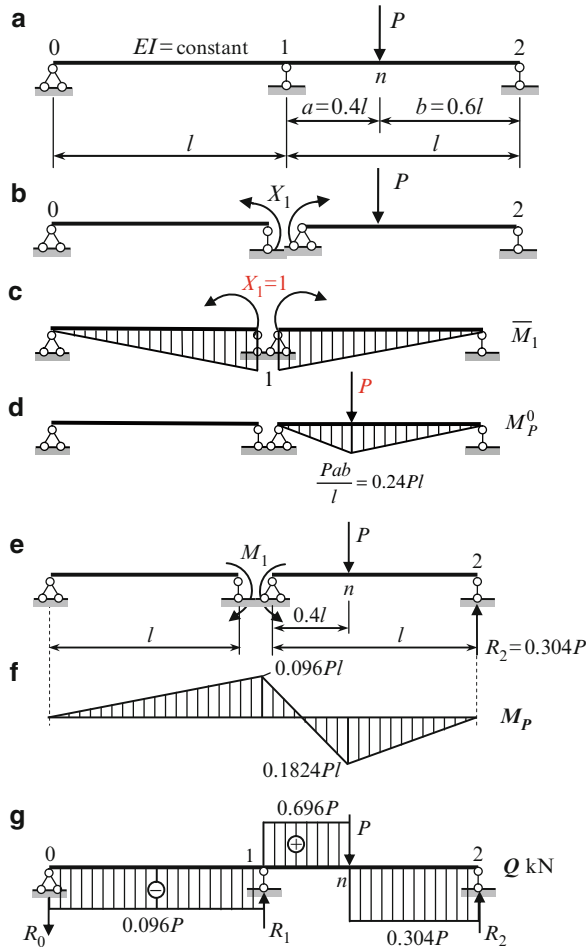 a
0
EI = constant
1
P
2
n
a = 0.4l
b = 0.6l
l
l
b
0
X₁
P
2
c
X₁=1
1
M̄₁
d
P
M_P^0
Pab/l = 0.24Pl
e
M₁
P
2
n
0.4l
l
l
R₂ = 0.304P
f
0.096Pl
M_P
0.1824Pl
g
0.696P
P
0
1
+
2
Q kN
n
−
R₀
0.096P
R₁
0.304P
R₂